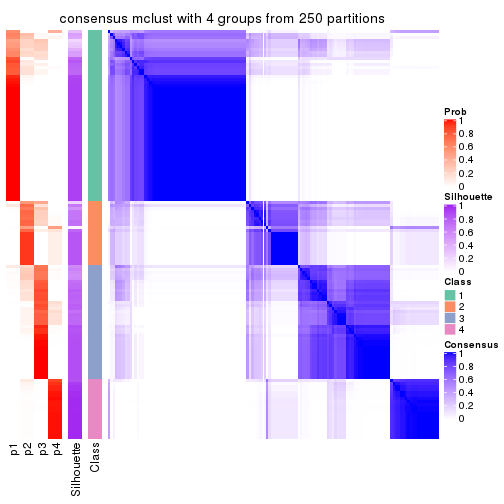 consensus mclust with 4 groups from 250 partitions
Prob
1
0.8
0.6
0.4
0.2
0
Silhouette
1
0.8
0.6
0.4
0.2
0
Class
1
2
3
4
Consensus
1
0.8
0.6
0.4
0.2
0
p1
p2
p3
p4
Silhouette
Class